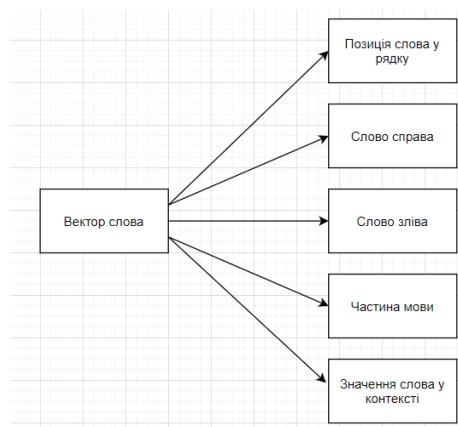 Позиція слова у
рядку
Слово справа
Вектор слова
Слово зліва
Частина мови
Значення слова у
контексті